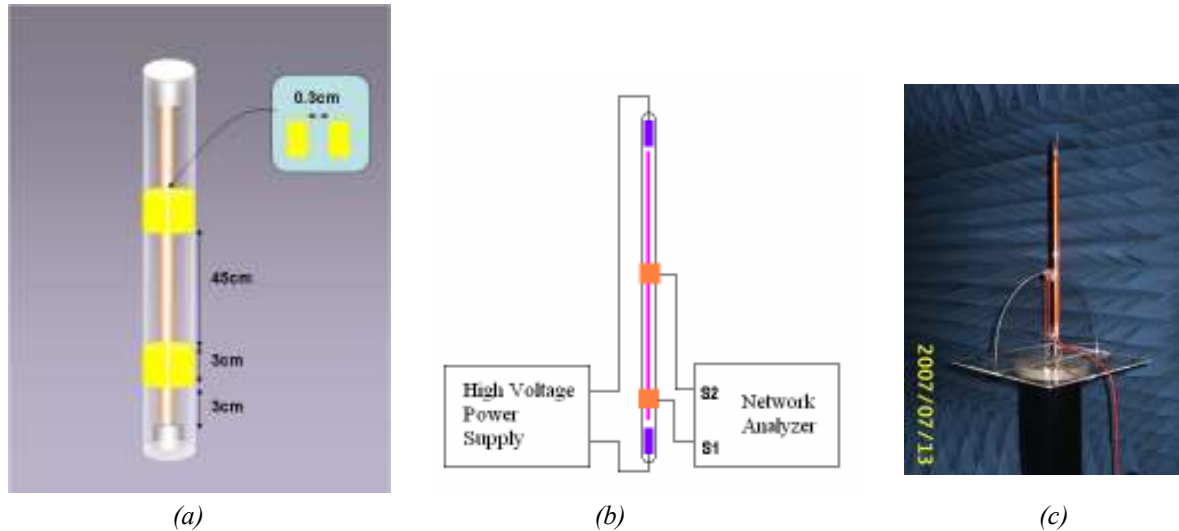 0.3cm
45cm
3cm
3cm
High Voltage
Power
Supply
S2
Network
Analyzer
S1
2007/07/13
(a)
(b)
(c)